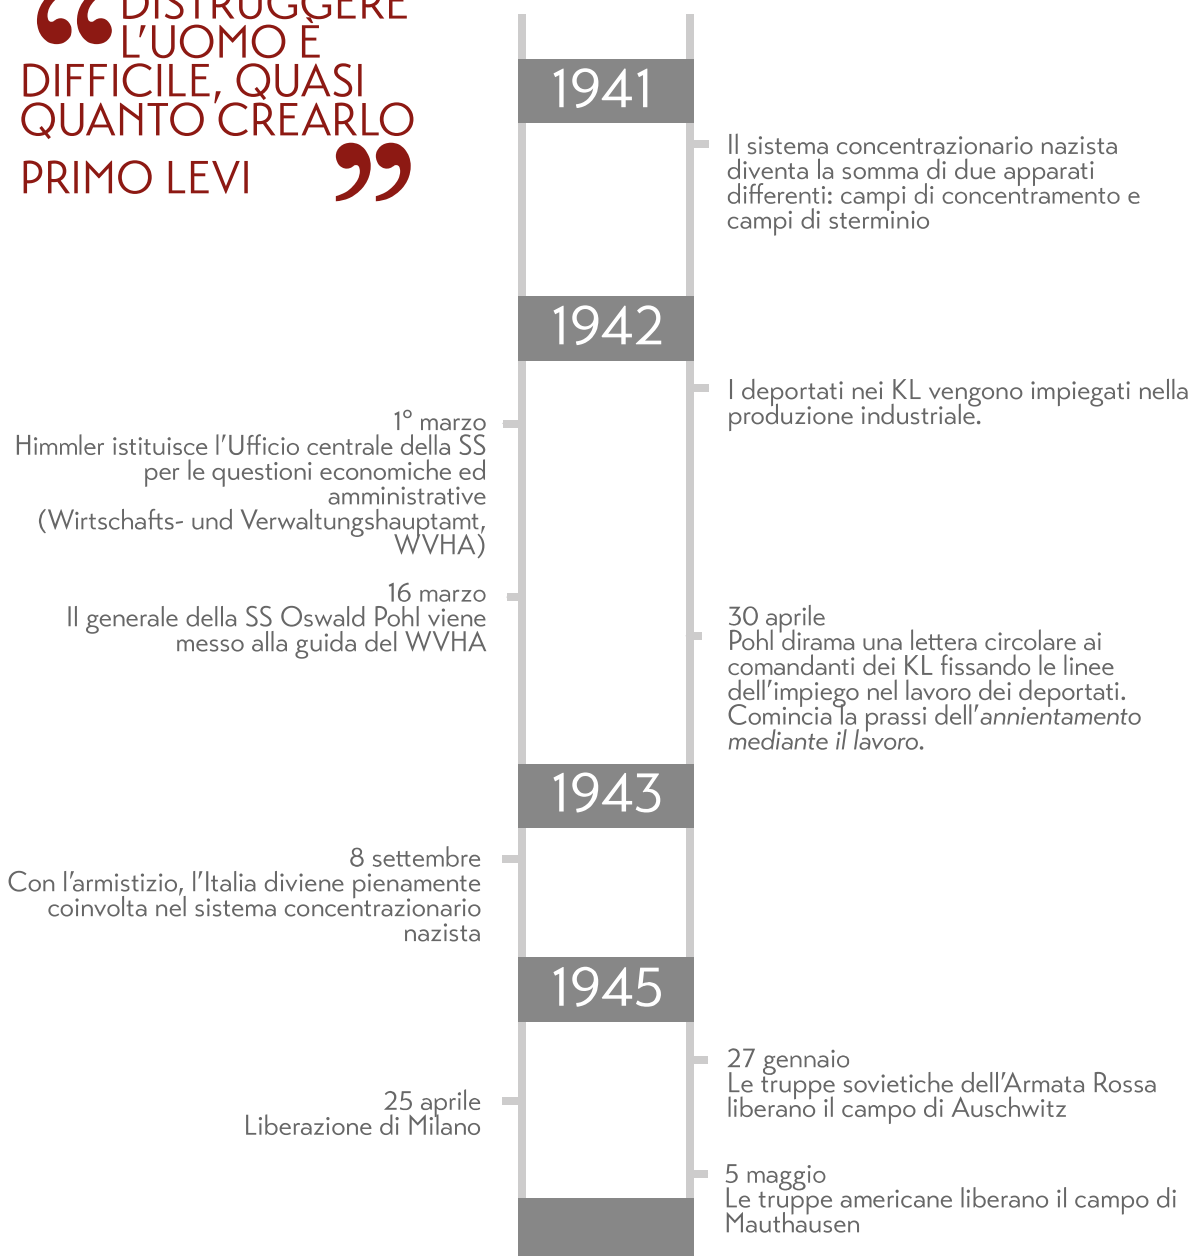 DISTRUGGERE
L'UOMO È
DIFFICILE, QUASI
QUANTO CREARLO
PRIMO LEVI
1941
Il sistema concentrazionario nazista
diventa la somma di due apparati
differenti: campi di concentramento e
campi di sterminio
1942
I deportati nei KL vengono impiegati nella
produzione industriale.
1° marzo
Himmler istituisce l'Ufficio centrale della SS
per le questioni economiche ed
amministrative
(Wirtschafts- und Verwaltungshauptamt,
WVHA)
16 marzo
Il generale della SS Oswald Pohl viene
messo alla guida del WVHA
30 aprile
Pohl dirama una lettera circolare ai
comandanti dei KL fissando le linee
dell'impiego nel lavoro dei deportati.
Comincia la prassi dell'annientamento
mediante il lavoro.
1943
8 settembre
Con l'armistizio, l'Italia diviene pienamente
coinvolta nel sistema concentrazionario
nazista
1945
27 gennaio
Le truppe sovietiche dell'Armata Rossa
liberano il campo di Auschwitz
25 aprile
Liberazione di Milano
5 maggio
Le truppe americane liberano il campo di
Mauthausen